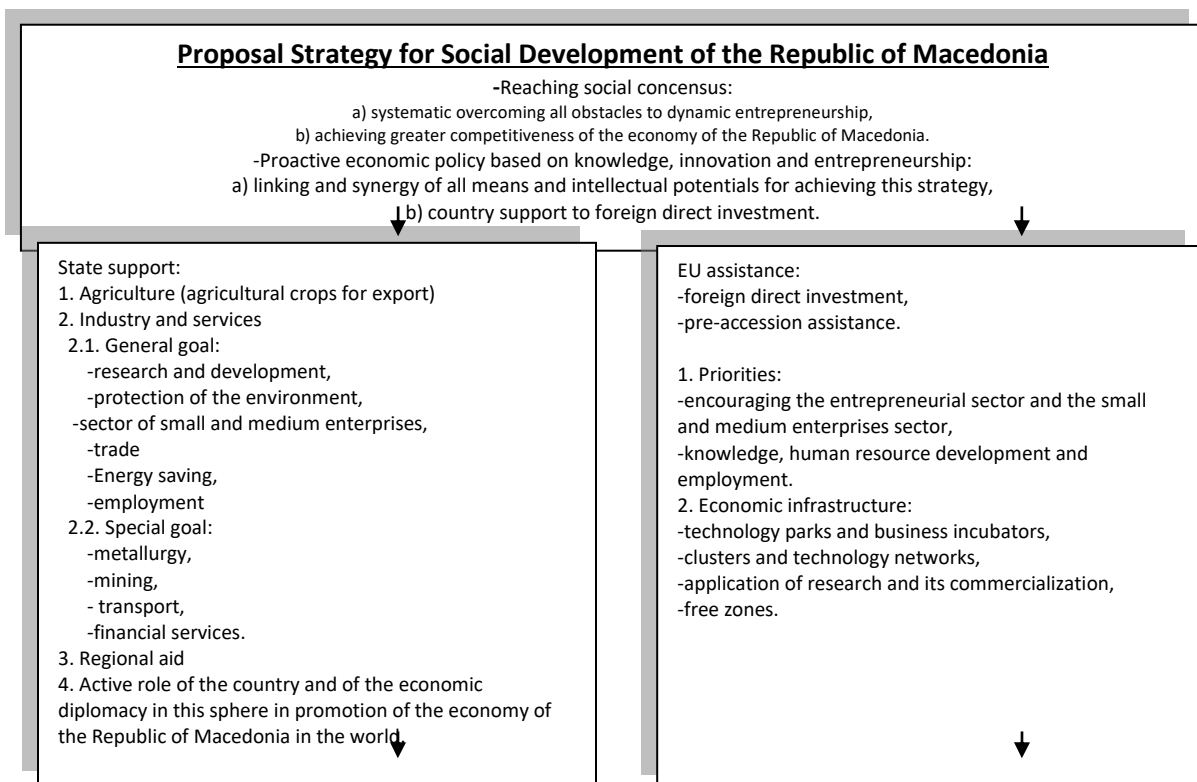 Proposal Strategy for Social Development of the Republic of Macedonia
-Reaching social concensus:
a) systematic overcoming all obstacles to dynamic entrepreneurship,
b) achieving greater competitiveness of the economy of the Republic of Macedonia.
-Proactive economic policy based on knowledge, innovation and entrepreneurship:
a) linking and synergy of all means and intellectual potentials for achieving this strategy,
b) country support to foreign direct investment.
State support:
1. Agriculture (agricultural crops for export)
2. Industry and services
2.1. General goal:
-research and development,
-protection of the environment,
-sector of small and medium enterprises,
-trade
-Energy saving,
-employment
2.2. Special goal:
-metallurgy,
-mining,
- transport,
-financial services.
3. Regional aid
4. Active role of the country and of the economic
diplomacy in this sphere in promotion of the economy of
the Republic of Macedonia in the world.
EU assistance:
-foreign direct investment,
-pre-accession assistance.
1. Priorities:
-encouraging the entrepreneurial sector and the small
and medium enterprises sector,
-knowledge, human resource development and
employment.
2. Economic infrastructure:
-technology parks and business incubators,
-clusters and technology networks,
-application of research and its commercialization,
-free zones.